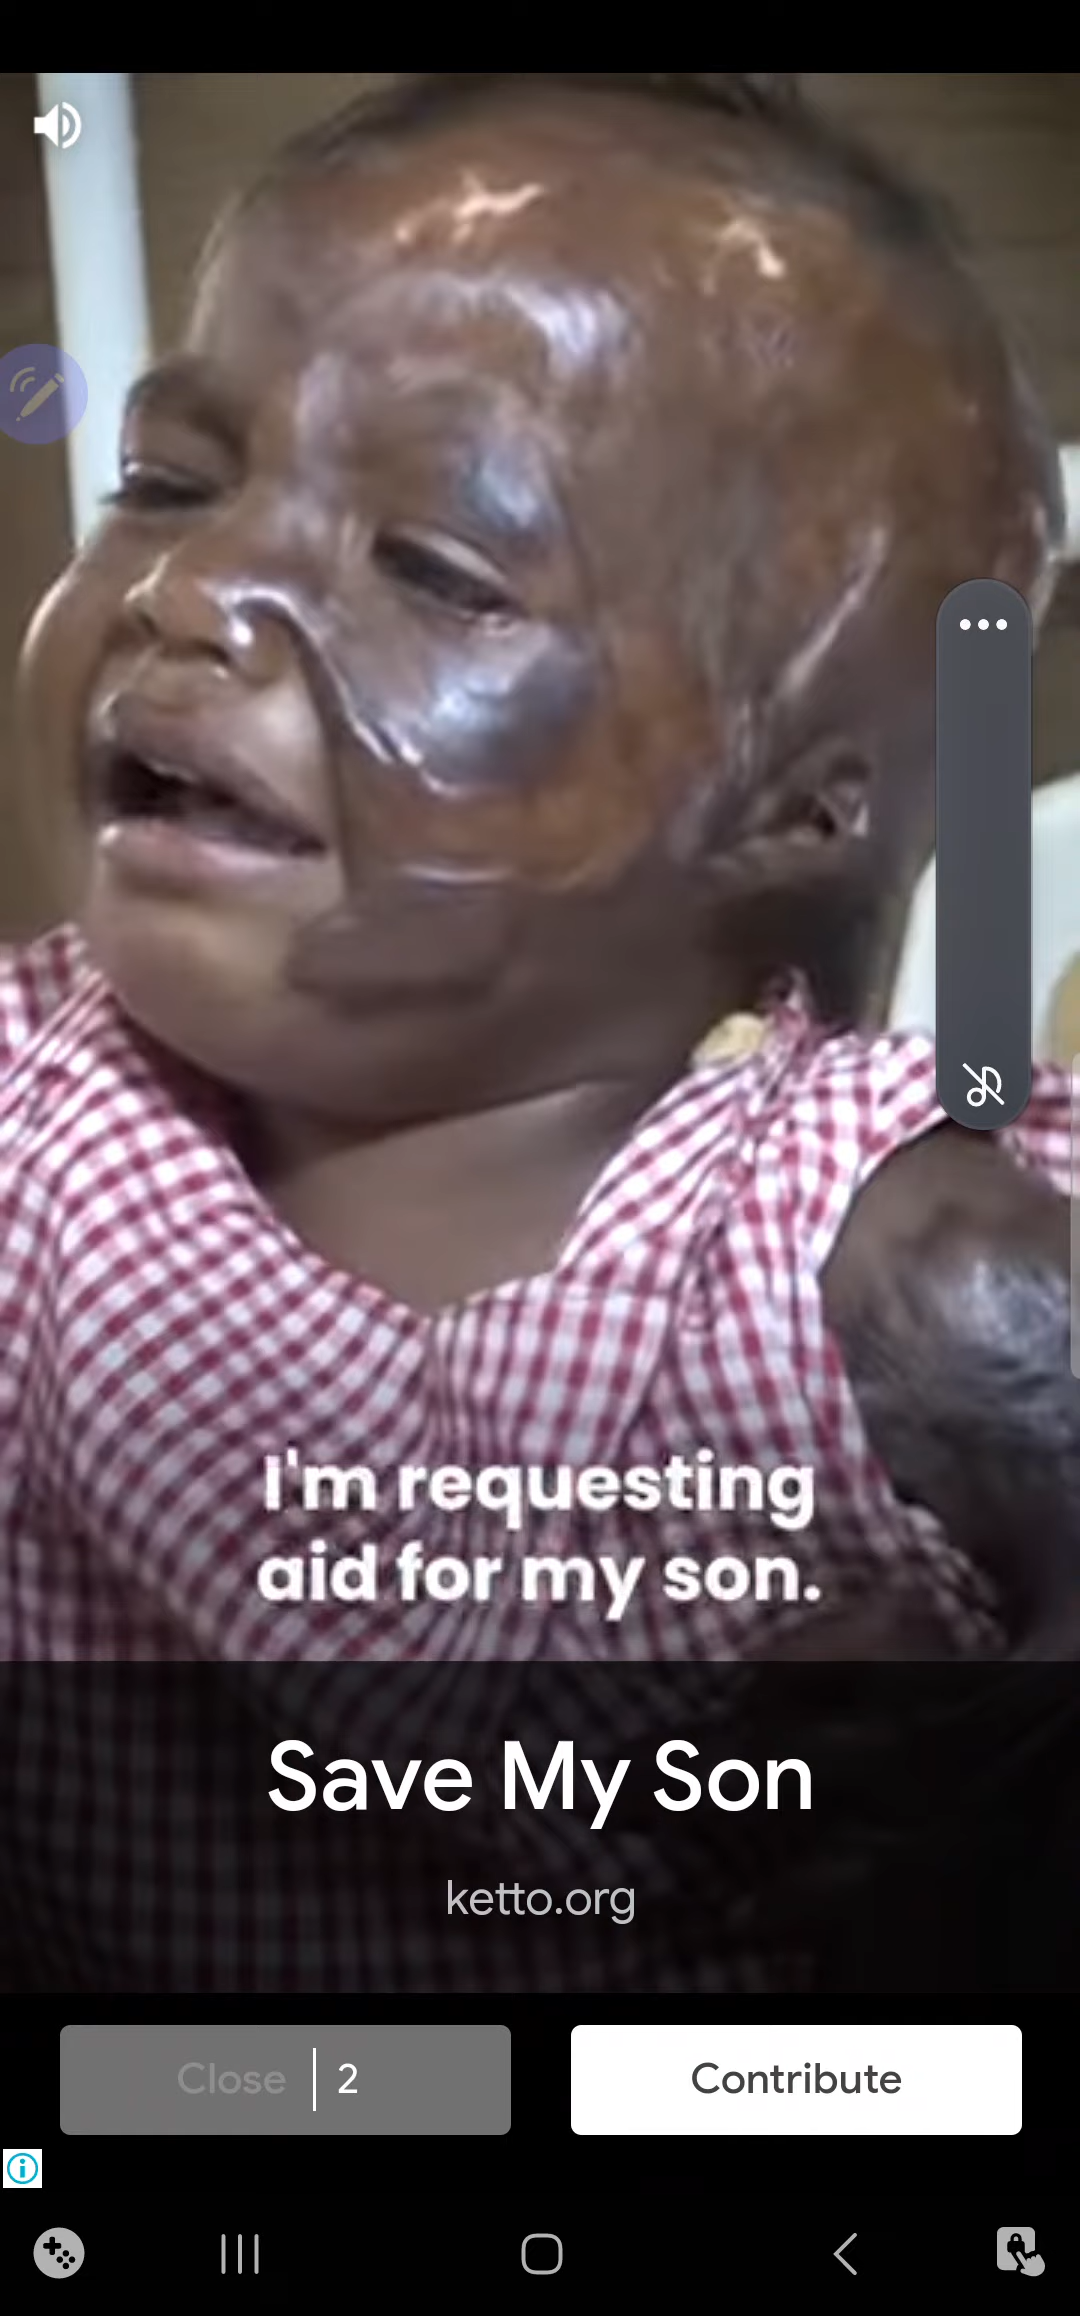 I'm requesting
aid for my son.
Save My Son
ketto.org
Close 2
Contribute